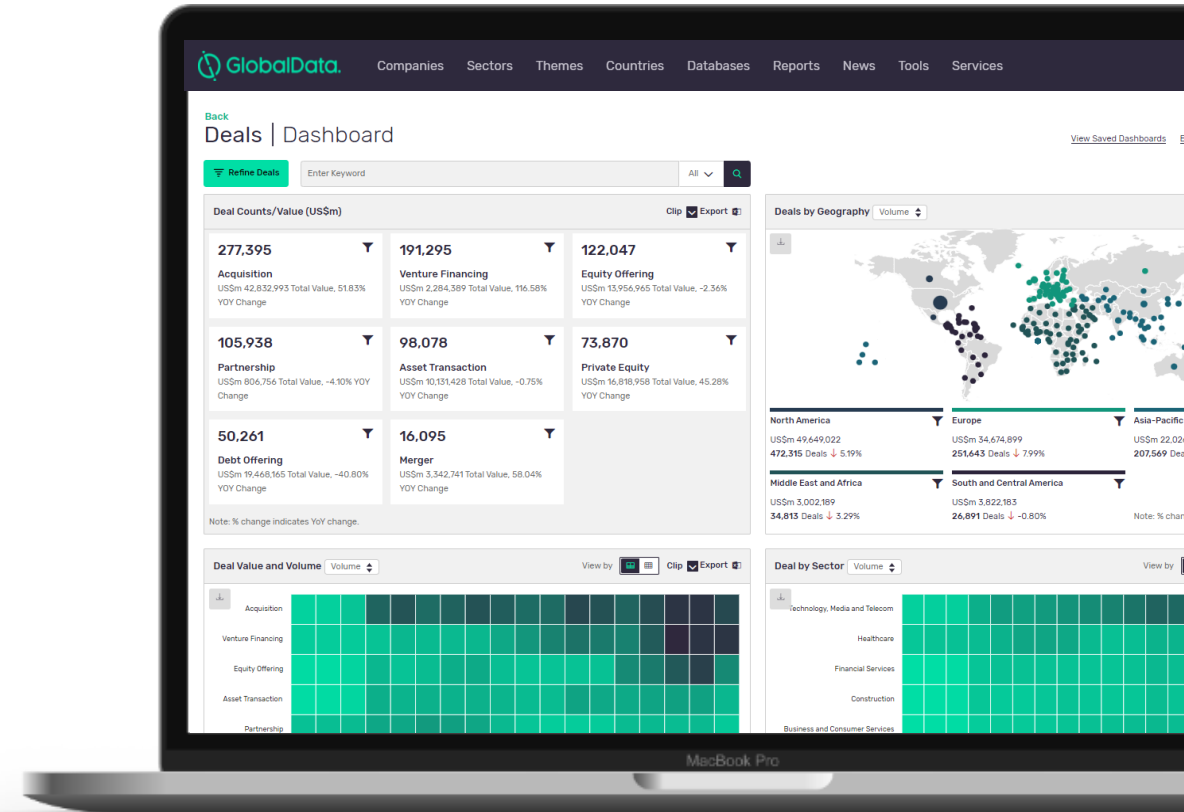 GlobalData.
Companies Sectors Themes Countries Databases Reports News Tools Services
Back
Deals | Dashboard
View Saved Dashboards
Refine Deals
Enter Keyword
All
Deal Counts/Value (US$m)
Clip Export
277,395
Acquisition
US$m 42,832,993 Total Value, 51.83%
YOY Change
191,295
Venture Financing
US$m 2,284,389 Total Value, 116.58%
YOY Change
122,047
Equity Offering
US$m 13,956,965 Total Value, -2.36%
YOY Change
105,938
Partnership
US$m 806,756 Total Value, -4.10% YOY
Change
98,078
Asset Transaction
US$m 10,131,428 Total Value, -0.75%
YOY Change
73,870
Private Equity
US$m 16,818,958 Total Value, 45.28%
YOY Change
50,261
Debt Offering
US$m 19,468,165 Total Value, -40.80%
YOY Change
16,095
Merger
US$m 3,342,741 Total Value, 58.04%
YOY Change
Note: % change indicates YoY change.
Deals by Geography Volume
North America
US$m 49,649,022
472,315 Deals ↓ 5.19%
Europe
US$m 34,674,899
251,643 Deals ↓ 7.99%
Asia-Pacific
US$m 22,02
207,569 Dea
Middle East and Africa
US$m 3,002,189
34,813 Deals ↓ 3.29%
South and Central America
US$m 3,822,183
26,891 Deals ↓ -0.80%
Note: % chan
Deal Value and Volume Volume
View by Clip Export
Acquisition
Venture Financing
Equity Offering
Asset Transaction
Partnership
Deal by Sector Volume
View by
Technology, Media and Telecom
Healthcare
Financial Services
Construction
Business and Consumer Services
MacBook Pro